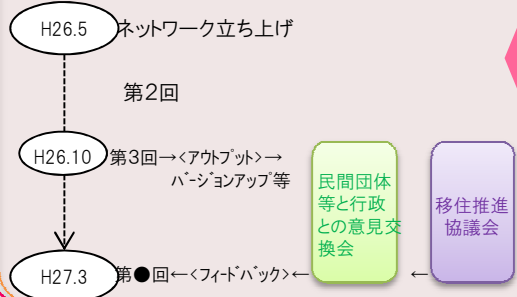 H26.5 ネットワーク立ち上げ
第2回
H26.10 第3回→<アウトプット>→
バージョンアップ等
民間団体
等と行政
との意見交
換会
移住推進
協議会
H27.3 第●回←<フィードバック>← ←